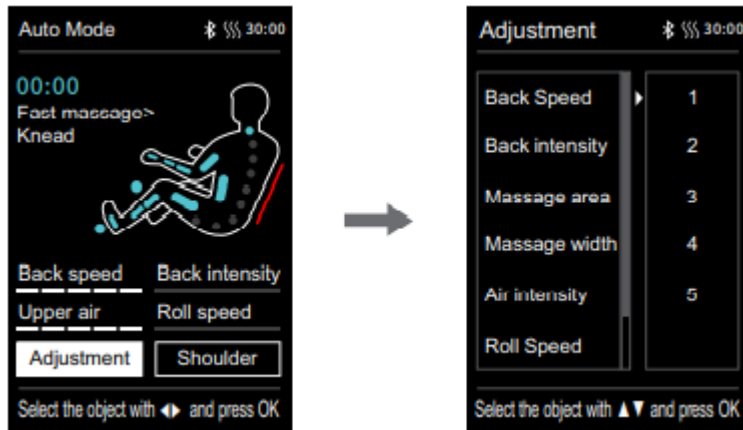 Auto Mode 30:00
00:00
Fast massage>
Knead
Back speed Back intensity
Upper air Roll speed
Adjustment Shoulder
Select the object with ◀▶ and press OK
Adjustment 30:00
Back Speed 1
Back intensity 2
Massage area 3
Massage width 4
Air intensity 5
Roll Speed
Select the object with ▲▼ and press OK